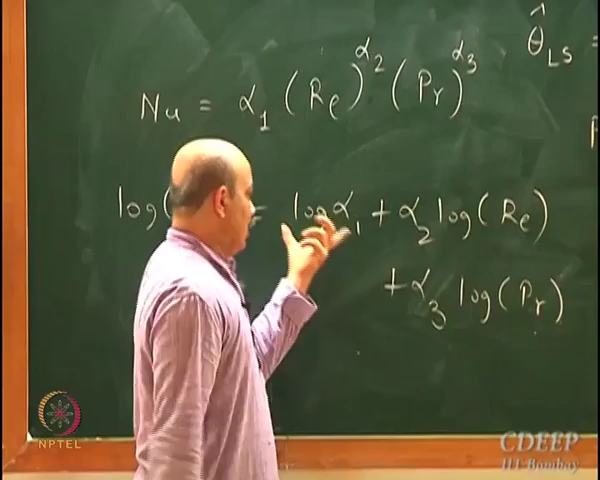 Nu = α₁ (Re)^α₂ (Pr)^α₃
θ̂_LS =
log( = log α₁ + α₂ log(Re)
+ α₃ log(Pr)
NPTEL
CDEEP
IIT Bombay